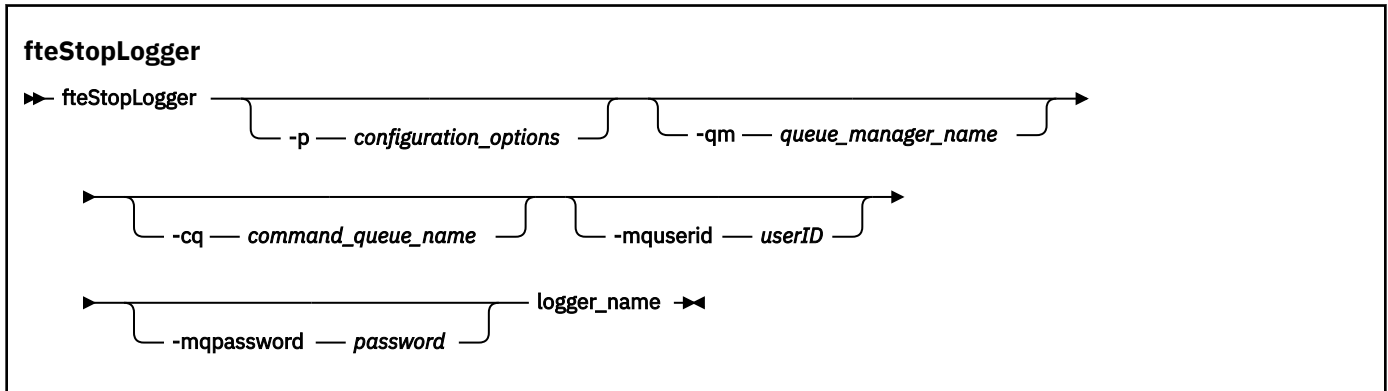 fteStopLogger
fteStopLogger
-p configuration_options -qm queue_manager_name
-cq command_queue_name -mquserid userID
logger_name
-mqpassword password